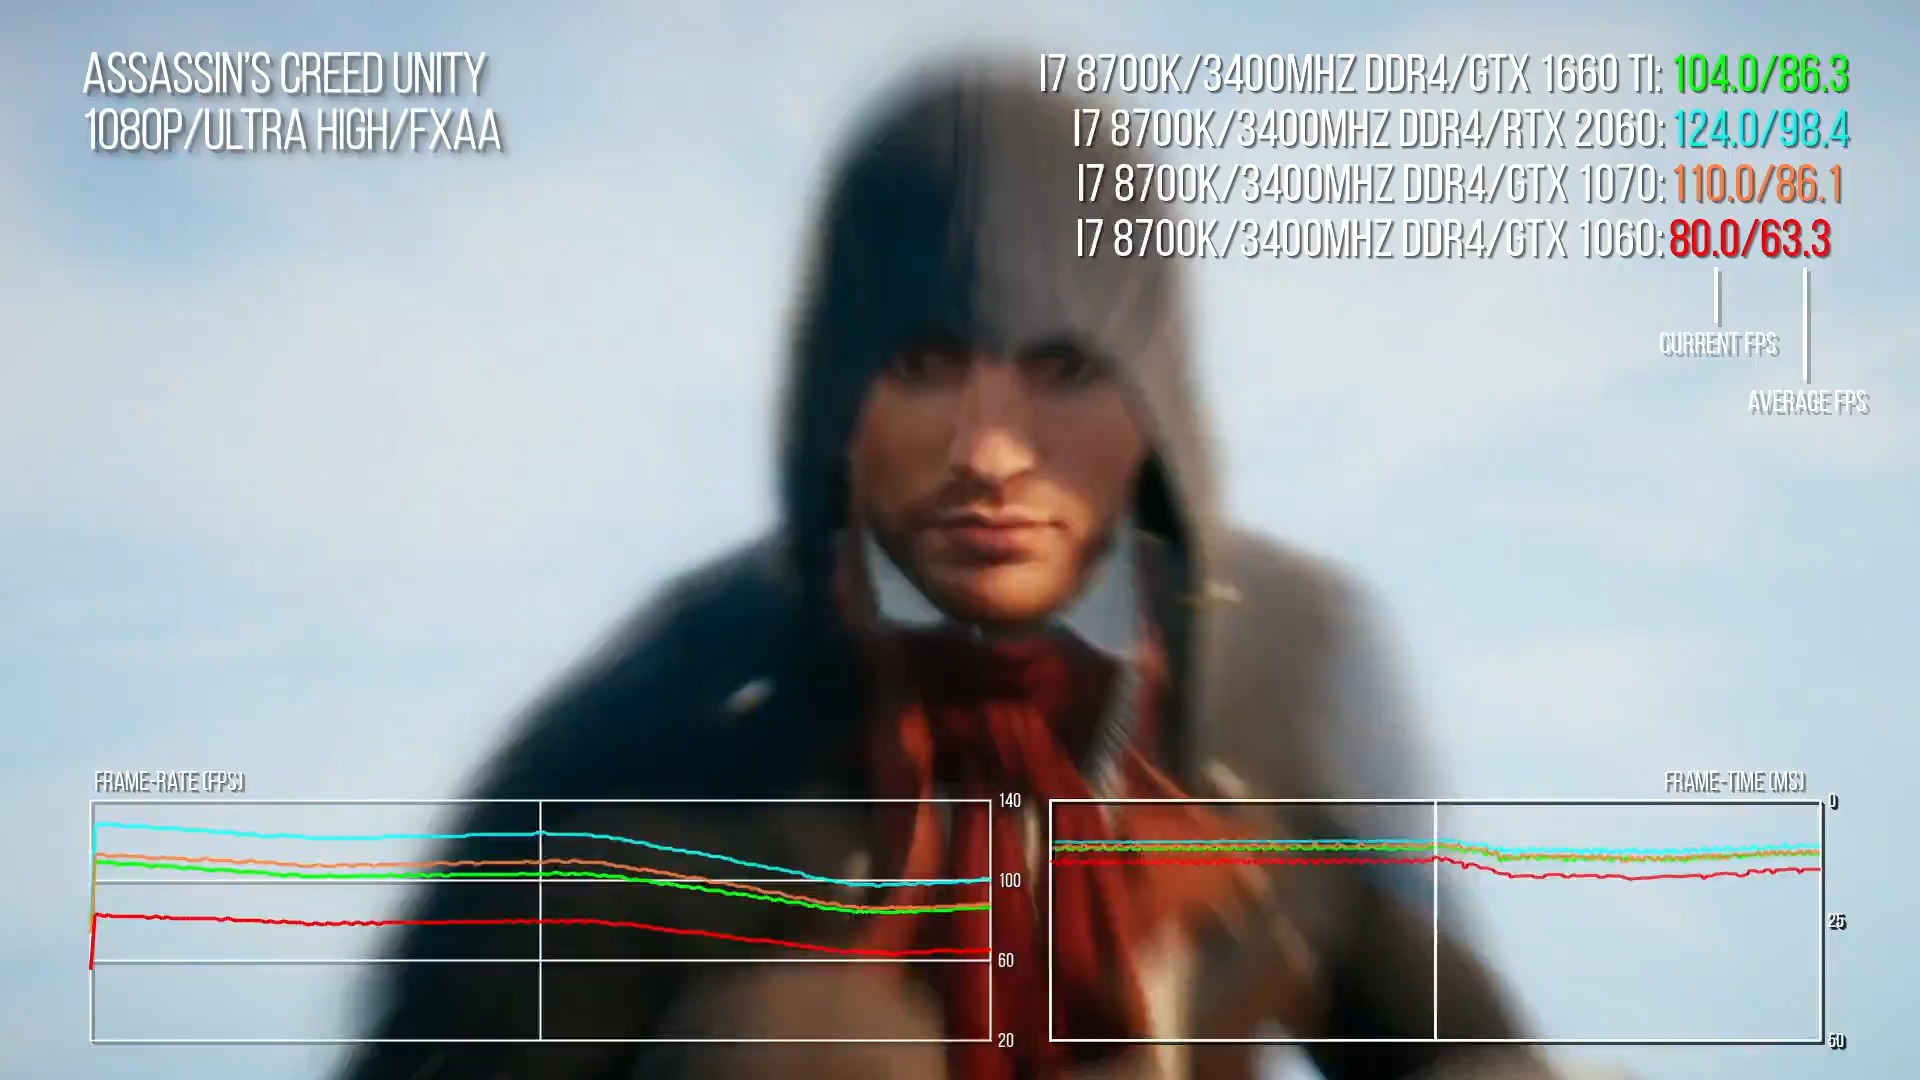 ASSASSIN'S CREED UNITY
1080P/ULTRA HIGH/FXAA
I7 8700K/3400MHZ DDR4/GTX 1660 TI: 104.0/86.3
I7 8700K/3400MHZ DDR4/RTX 2060: 124.0/98.4
I7 8700K/3400MHZ DDR4/GTX 1070: 110.0/86.1
I7 8700K/3400MHZ DDR4/GTX 1060: 80.0/63.3
CURRENT FPS
AVERAGE FPS
FRAME-RATE (FPS)
140
100
60
20
FRAME-TIME (MS)
0
25
50